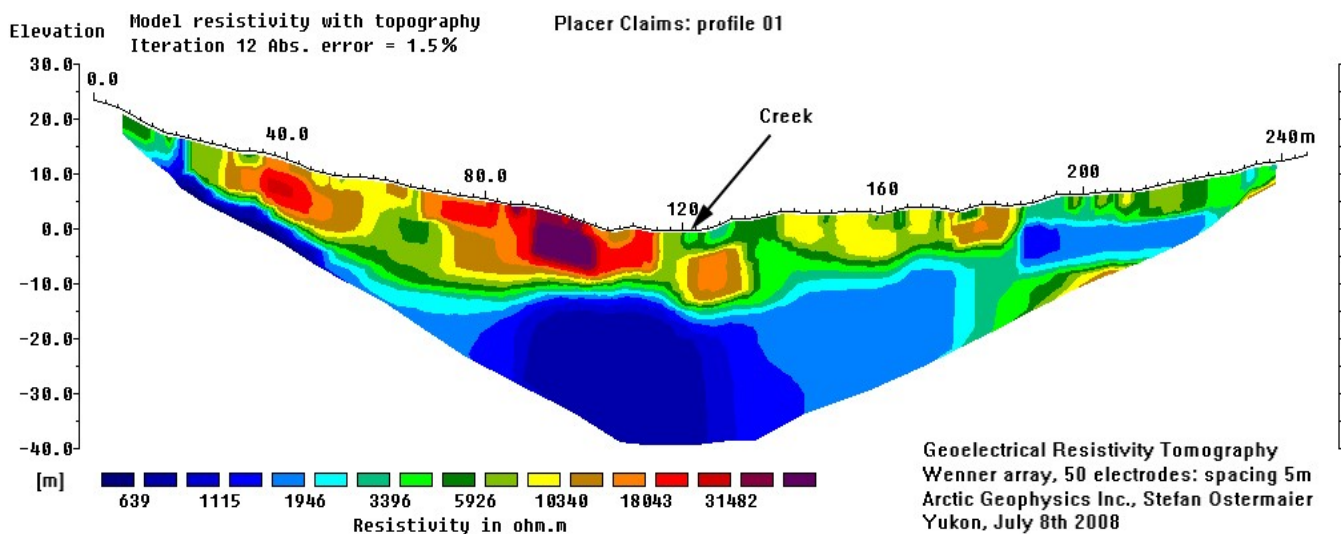 Elevation
Model resistivity with topography
Iteration 12 Abs. error = 1.5%
Placer Claims: profile 01
30.0
20.0
10.0
0.0
-10.0
-20.0
-30.0
-40.0
0.0
40.0
80.0
120
160
200
240m
Creek
[m]
639 1115 1946 3396 5926 10340 18043 31482
Resistivity in ohm.m
Geoelectrical Resistivity Tomography
Wenner array, 50 electrodes: spacing 5m
Arctic Geophysics Inc., Stefan Ostermaier
Yukon, July 8th 2008